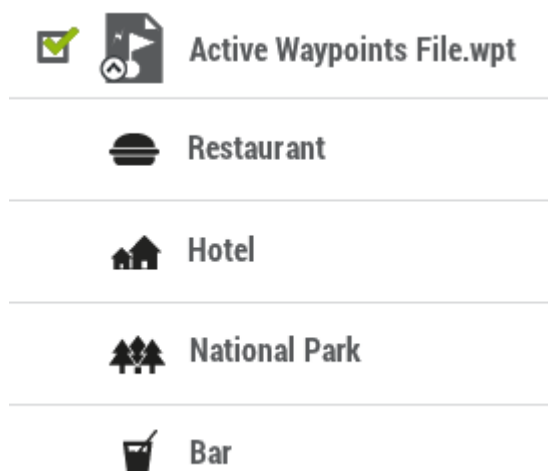 Active Waypoints File.wpt
Restaurant
Hotel
National Park
Bar